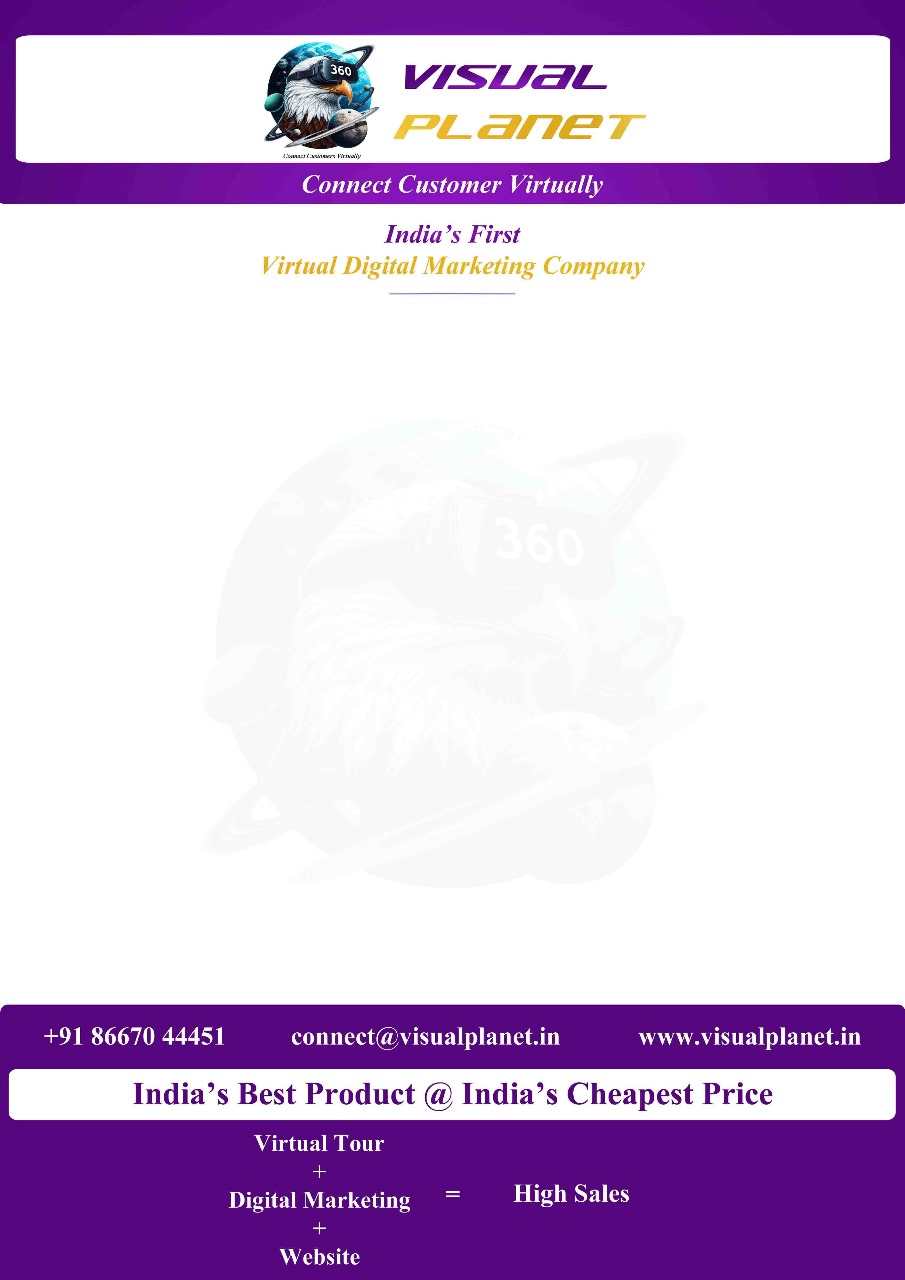 360
VISUAL
PLANET
Connect Customers Virtually
Connect Customer Virtually
India’s First
Virtual Digital Marketing Company
360
+91 86670 44451 connect@visualplanet.in www.visualplanet.in
India’s Best Product @ India’s Cheapest Price
Virtual Tour
+
Digital Marketing = High Sales
+
Website